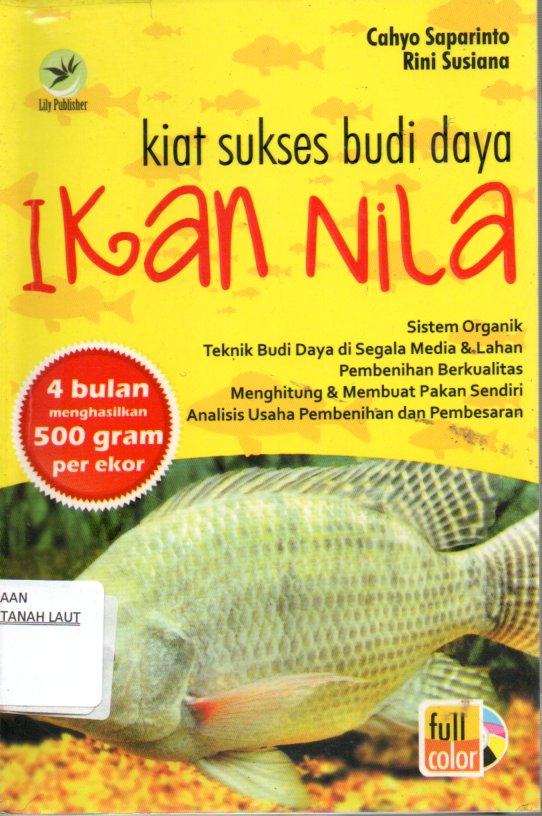 Cahyo Saparinto
Rini Susiana
Lily Publisher
kiat sukses budi daya
IKan NiLa
Sistem Organik
Teknik Budi Daya di Segala Media & Lahan
Pembenihan Berkualitas
Menghitung & Membuat Pakan Sendiri
Analisis Usaha Pembenihan dan Pembesaran
4 bulan
menghasilkan
500 gram
per ekor
AAN
TANAH LAUT
full
color